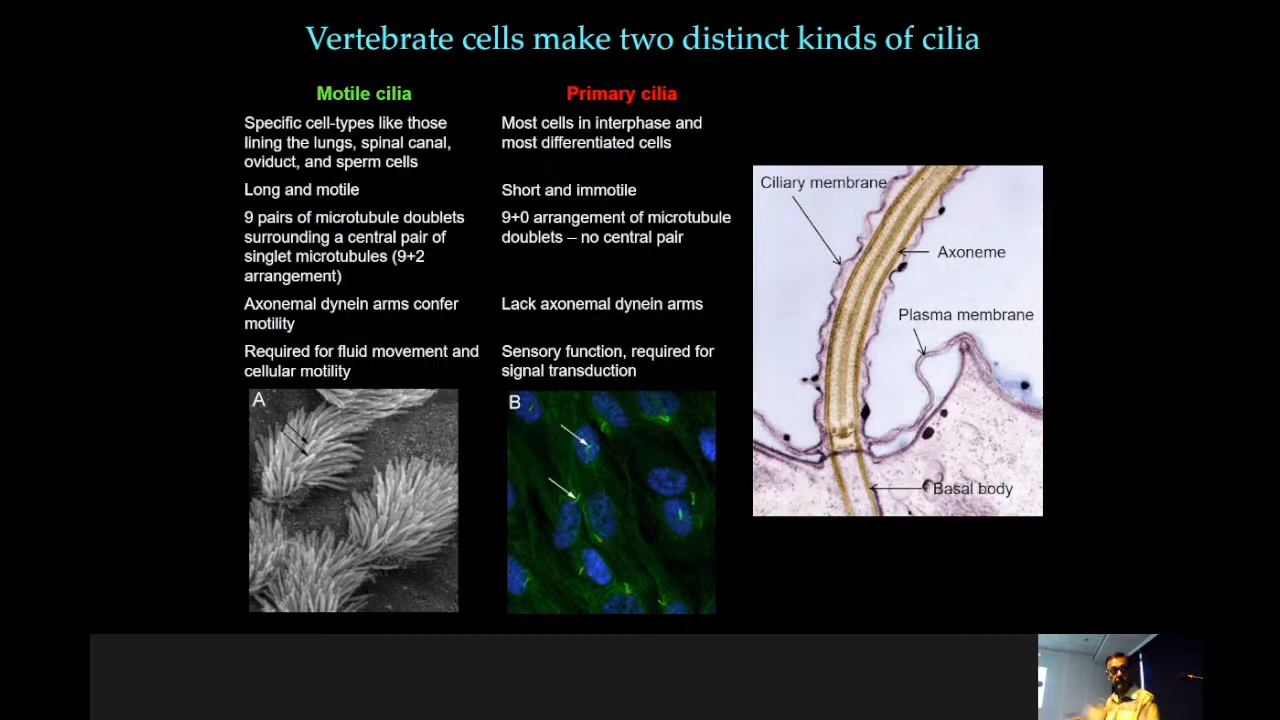 Vertebrate cells make two distinct kinds of cilia
Motile cilia
Specific cell-types like those
lining the lungs, spinal canal,
oviduct, and sperm cells
Long and motile
9 pairs of microtubule doublets
surrounding a central pair of
singlet microtubules (9+2
arrangement)
Axonemal dynein arms confer
motility
Required for fluid movement and
cellular motility
A
Primary cilia
Most cells in interphase and
most differentiated cells
Short and immotile
9+0 arrangement of microtubule
doublets – no central pair
Lack axonemal dynein arms
Sensory function, required for
signal transduction
B
Ciliary membrane
Axoneme
Plasma membrane
Basal body